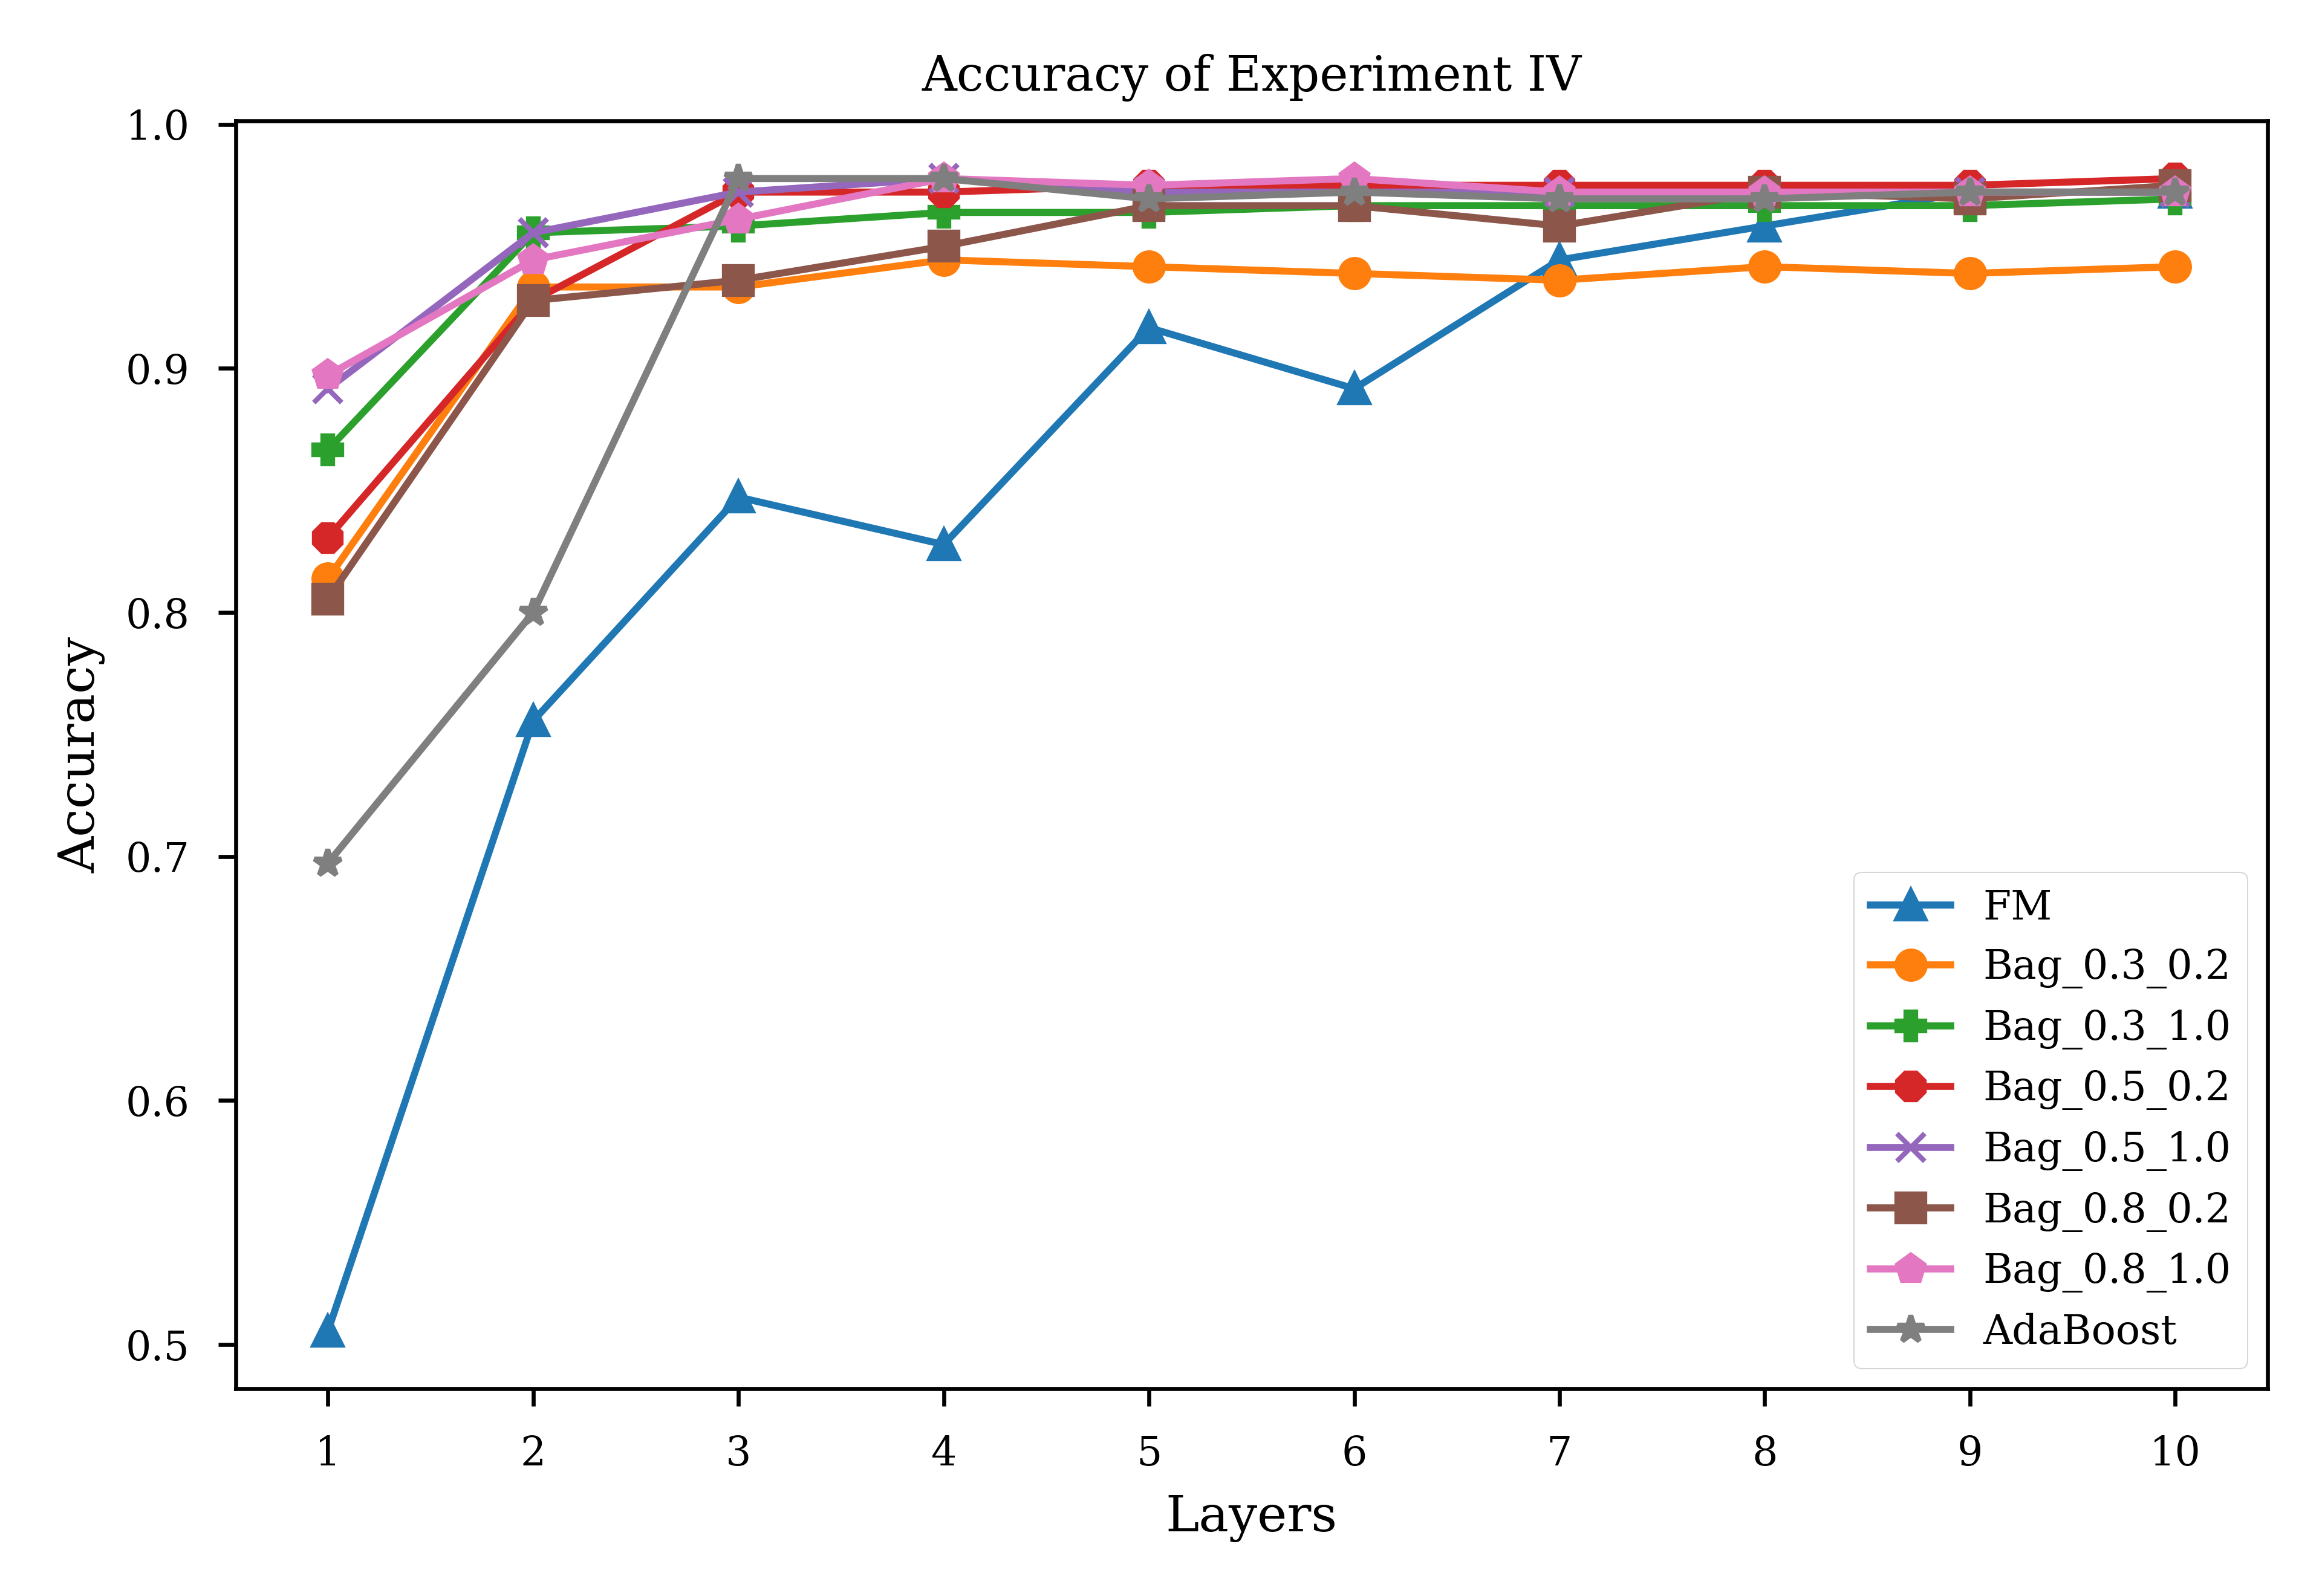 Accuracy of Experiment IV
1.0
0.9
0.8
0.7
0.6
0.5
Accuracy
1 2 3 4 5 6 7 8 9 10
Layers
FM
Bag_0.3_0.2
Bag_0.3_1.0
Bag_0.5_0.2
Bag_0.5_1.0
Bag_0.8_0.2
Bag_0.8_1.0
AdaBoost